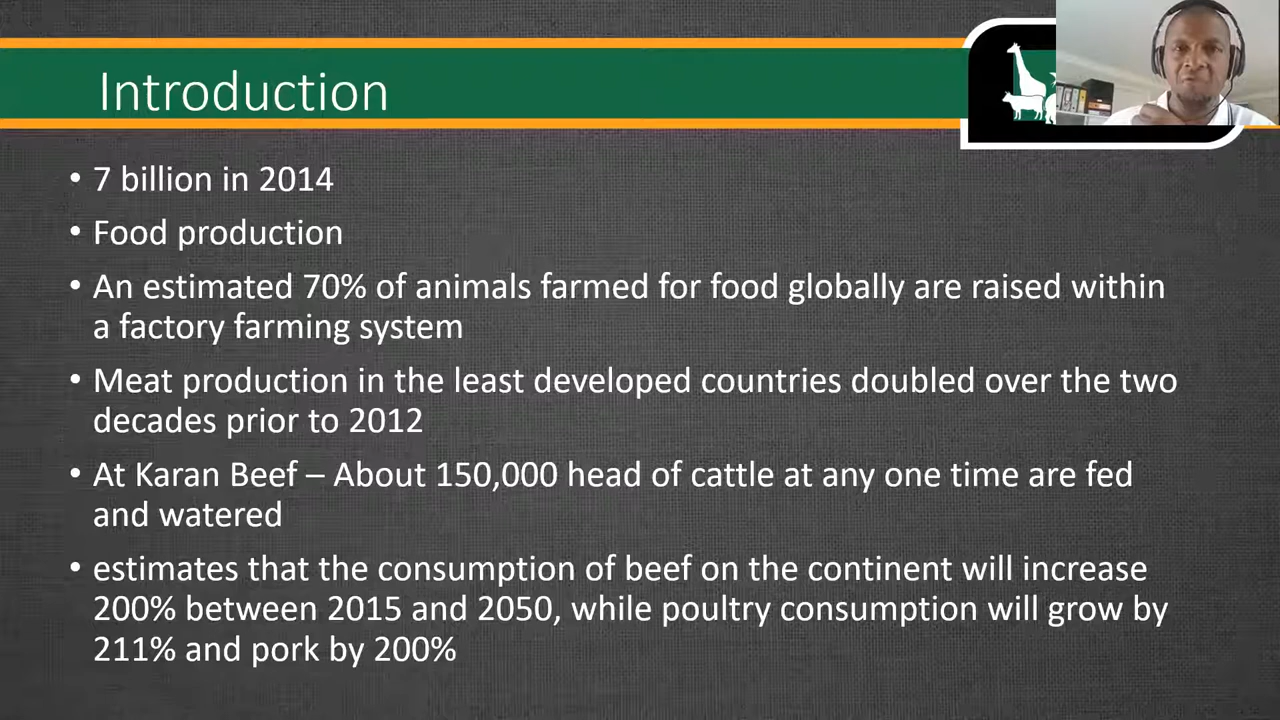 Introduction
• 7 billion in 2014
• Food production
• An estimated 70% of animals farmed for food globally are raised within
a factory farming system
• Meat production in the least developed countries doubled over the two
decades prior to 2012
• At Karan Beef – About 150,000 head of cattle at any one time are fed
and watered
• estimates that the consumption of beef on the continent will increase
200% between 2015 and 2050, while poultry consumption will grow by
211% and pork by 200%